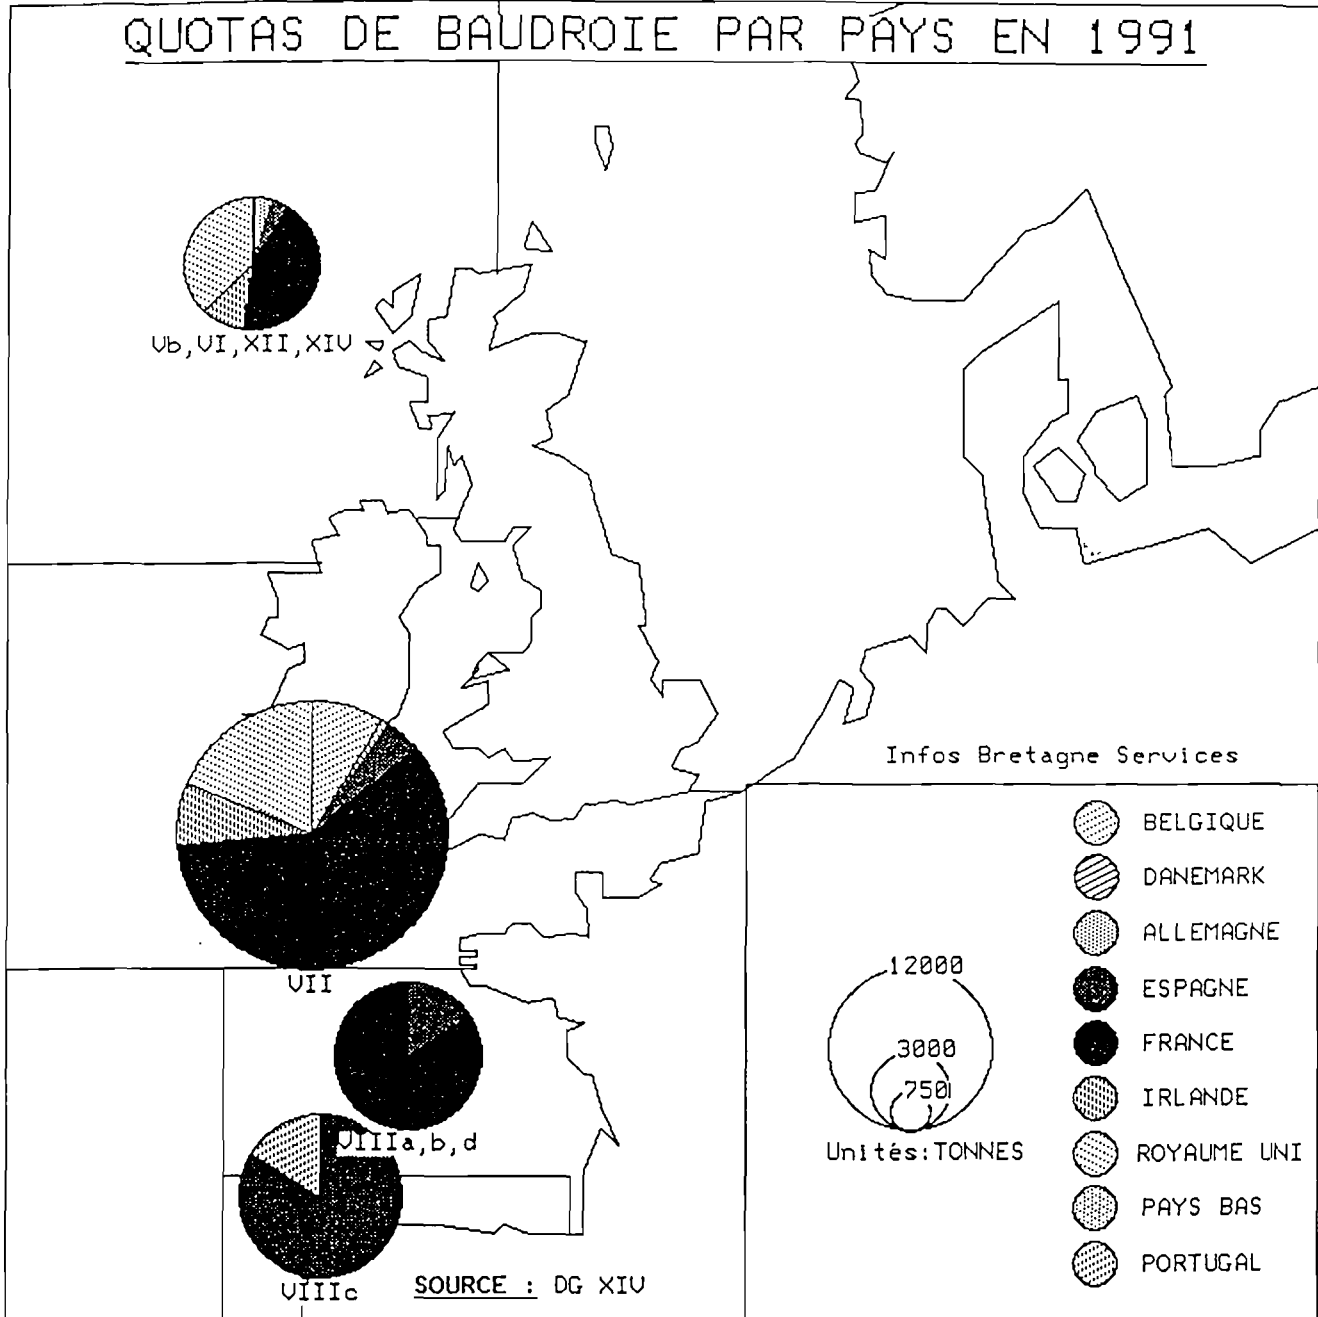 QUOTAS DE BAUDROIE PAR PAYS EN 1991
Vb,VI,XII,XIV
VII
VIIIa,b,d
VIIIc
SOURCE : DG XIV
Infos Bretagne Services
12000
3000
750
Unités:TONNES
BELGIQUE
DANEMARK
ALLEMAGNE
ESPAGNE
FRANCE
IRLANDE
ROYAUME UNI
PAYS BAS
PORTUGAL